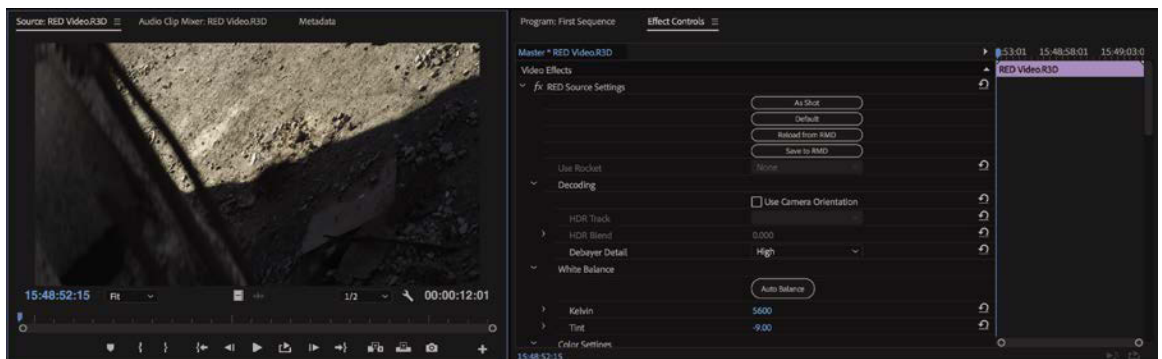 Source: RED Video.R3D
Audio Clip Mixer: RED Video.R3D
Metadata
15:48:52:15
Fit
1/2
00:00:12:01
Program: First Sequence
Effect Controls
Master * RED Video.R3D
:53:01 15:48:58:01 15:49:03:0
Video Effects
RED Video.R3D
fx RED Source Settings
As Shot
Default
Reload from RMD
Save to RMD
Use Rocket None
Decoding
Use Camera Orientation
HDR Track
HDR Blend 0.000
Debayer Detail High
White Balance
Auto Balance
Kelvin 5600
Tint -9.00
Color Settings
15:48:52:15